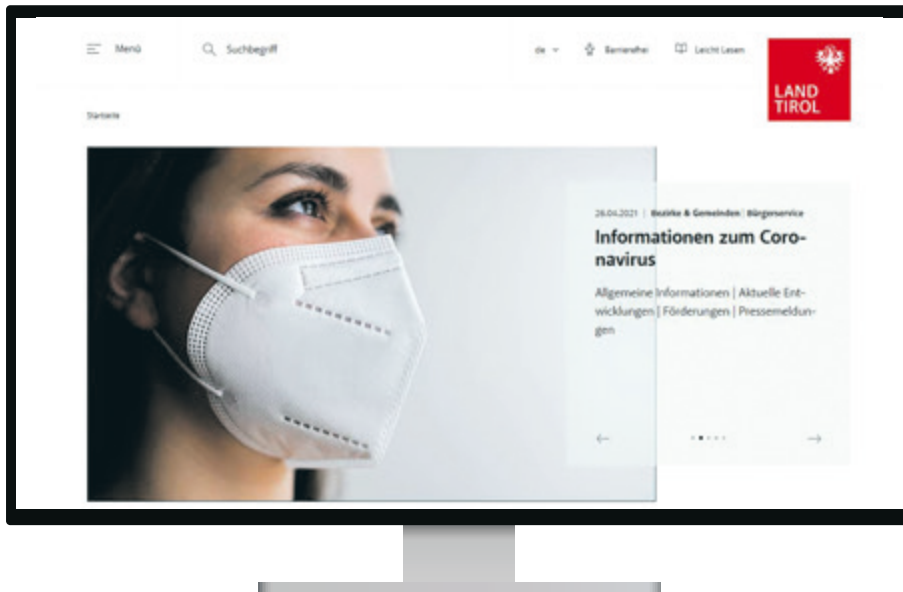 Menü
Suchbegriff
de
Barrierefrei
Leicht Lesen
LAND
TIROL
Startseite
28.04.2021 | Bezirke & Gemeinden | Bürgerservice
Informationen zum Coro-
navirus
Allgemeine Informationen | Aktuelle Ent-
wicklungen | Förderungen | Pressemeldun-
gen